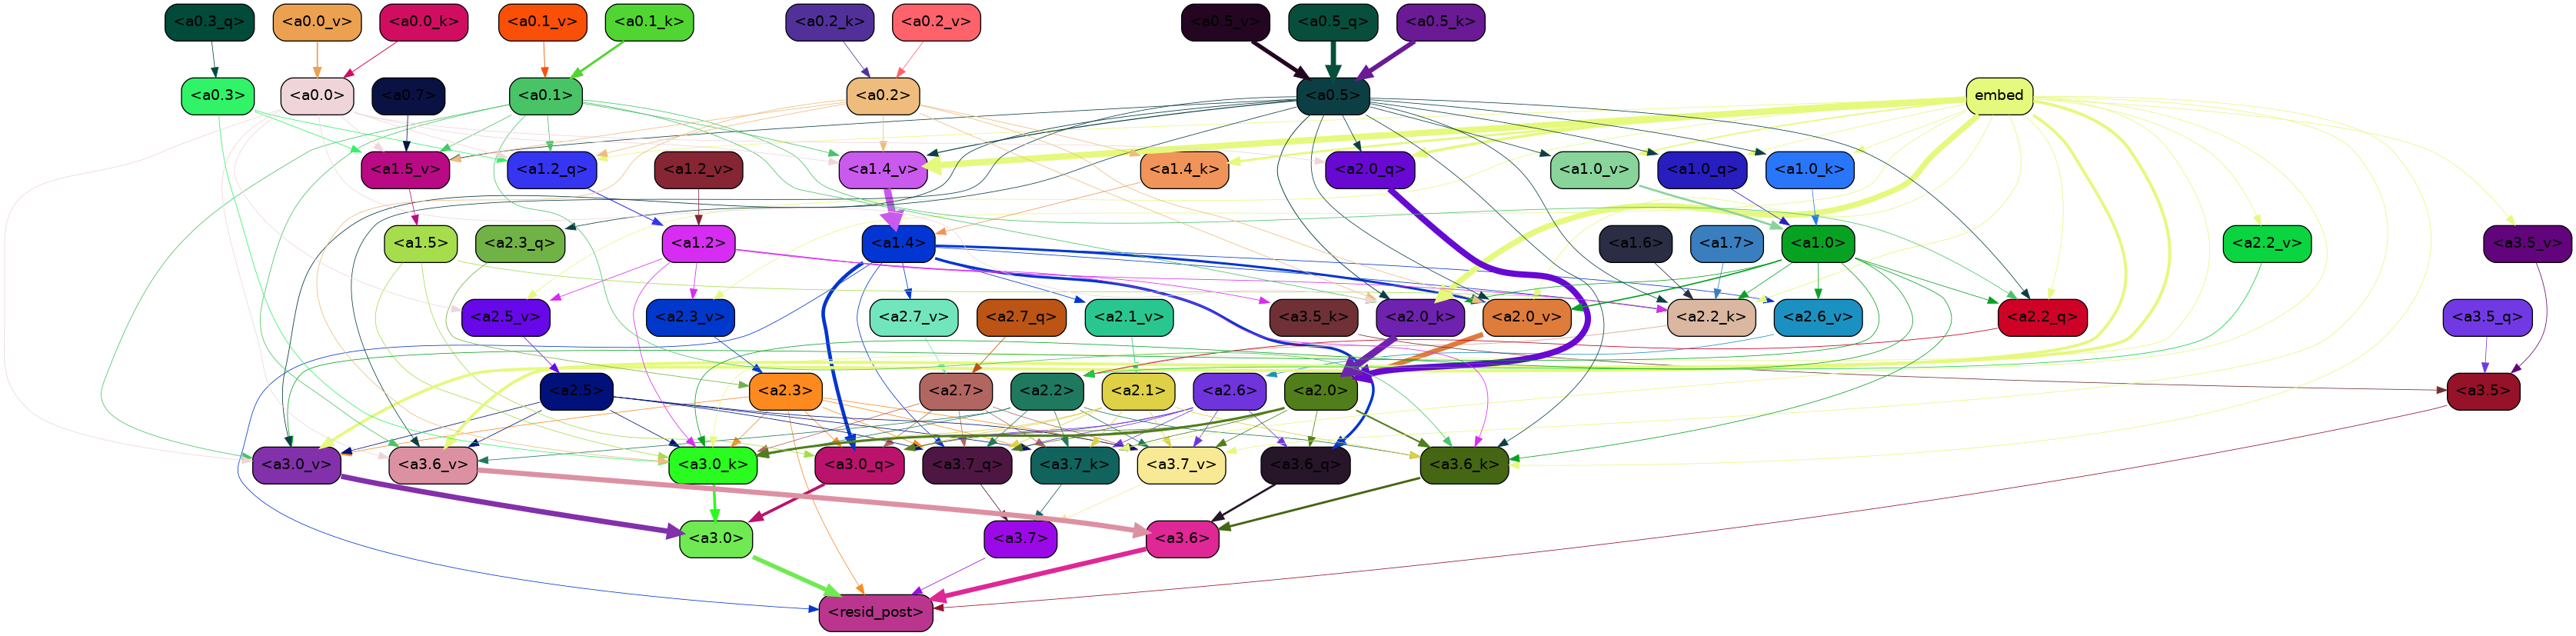 <a0.3_q> <a0.0_v> <a0.0_k> <a0.1_v> <a0.1_k> <a0.2_k> <a0.2_v> <a0.5_v> <a0.5_q> <a0.5_k>
<a0.3> <a0.0> <a0.7> <a0.1> <a0.2> <a0.5> embed
<a1.5_v> <a1.2_q> <a1.2_v> <a1.4_v> <a1.4_k> <a2.0_q> <a1.0_v> <a1.0_q> <a1.0_k>
<a1.5> <a2.3_q> <a1.2> <a1.4> <a1.6> <a1.7> <a1.0> <a2.2_v> <a3.5_v>
<a2.5_v> <a2.3_v> <a2.7_v> <a2.7_q> <a2.1_v> <a3.5_k> <a2.0_k> <a2.0_v> <a2.2_k> <a2.6_v> <a2.2_q> <a3.5_q>
<a2.5> <a2.3> <a2.7> <a2.2> <a2.1> <a2.6> <a2.0> <a3.5>
<a3.0_v> <a3.6_v> <a3.0_k> <a3.0_q> <a3.7_q> <a3.7_k> <a3.7_v> <a3.6_q> <a3.6_k>
<a3.0> <a3.7> <a3.6>
<resid_post>